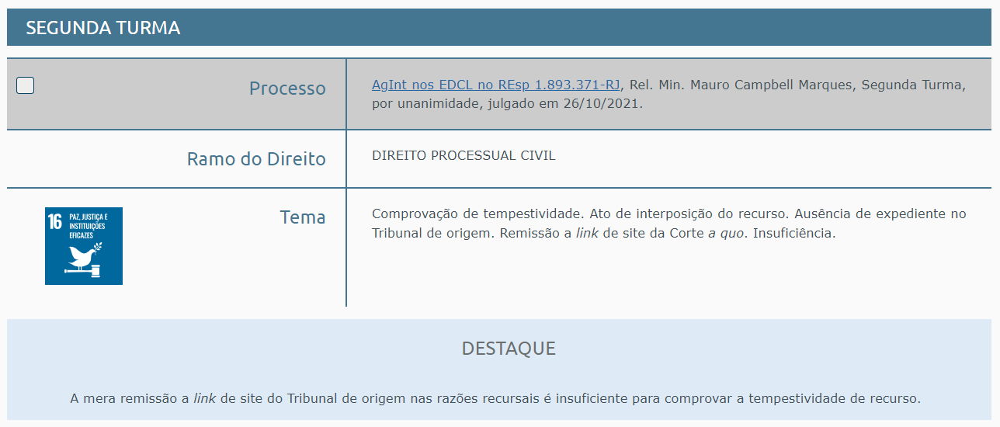 SEGUNDA TURMA
Processo
AgInt nos EDCL no REsp 1.893.371-RJ, Rel. Min. Mauro Campbell Marques, Segunda Turma,
por unanimidade, julgado em 26/10/2021.
Ramo do Direito
DIREITO PROCESSUAL CIVIL
16 PAZ, JUSTIÇA E
INSTITUIÇÕES
EFICAZES
Tema
Comprovação de tempestividade. Ato de interposição do recurso. Ausência de expediente no
Tribunal de origem. Remissão a link de site da Corte a quo. Insuficiência.
DESTAQUE
A mera remissão a link de site do Tribunal de origem nas razões recursais é insuficiente para comprovar a tempestividade de recurso.